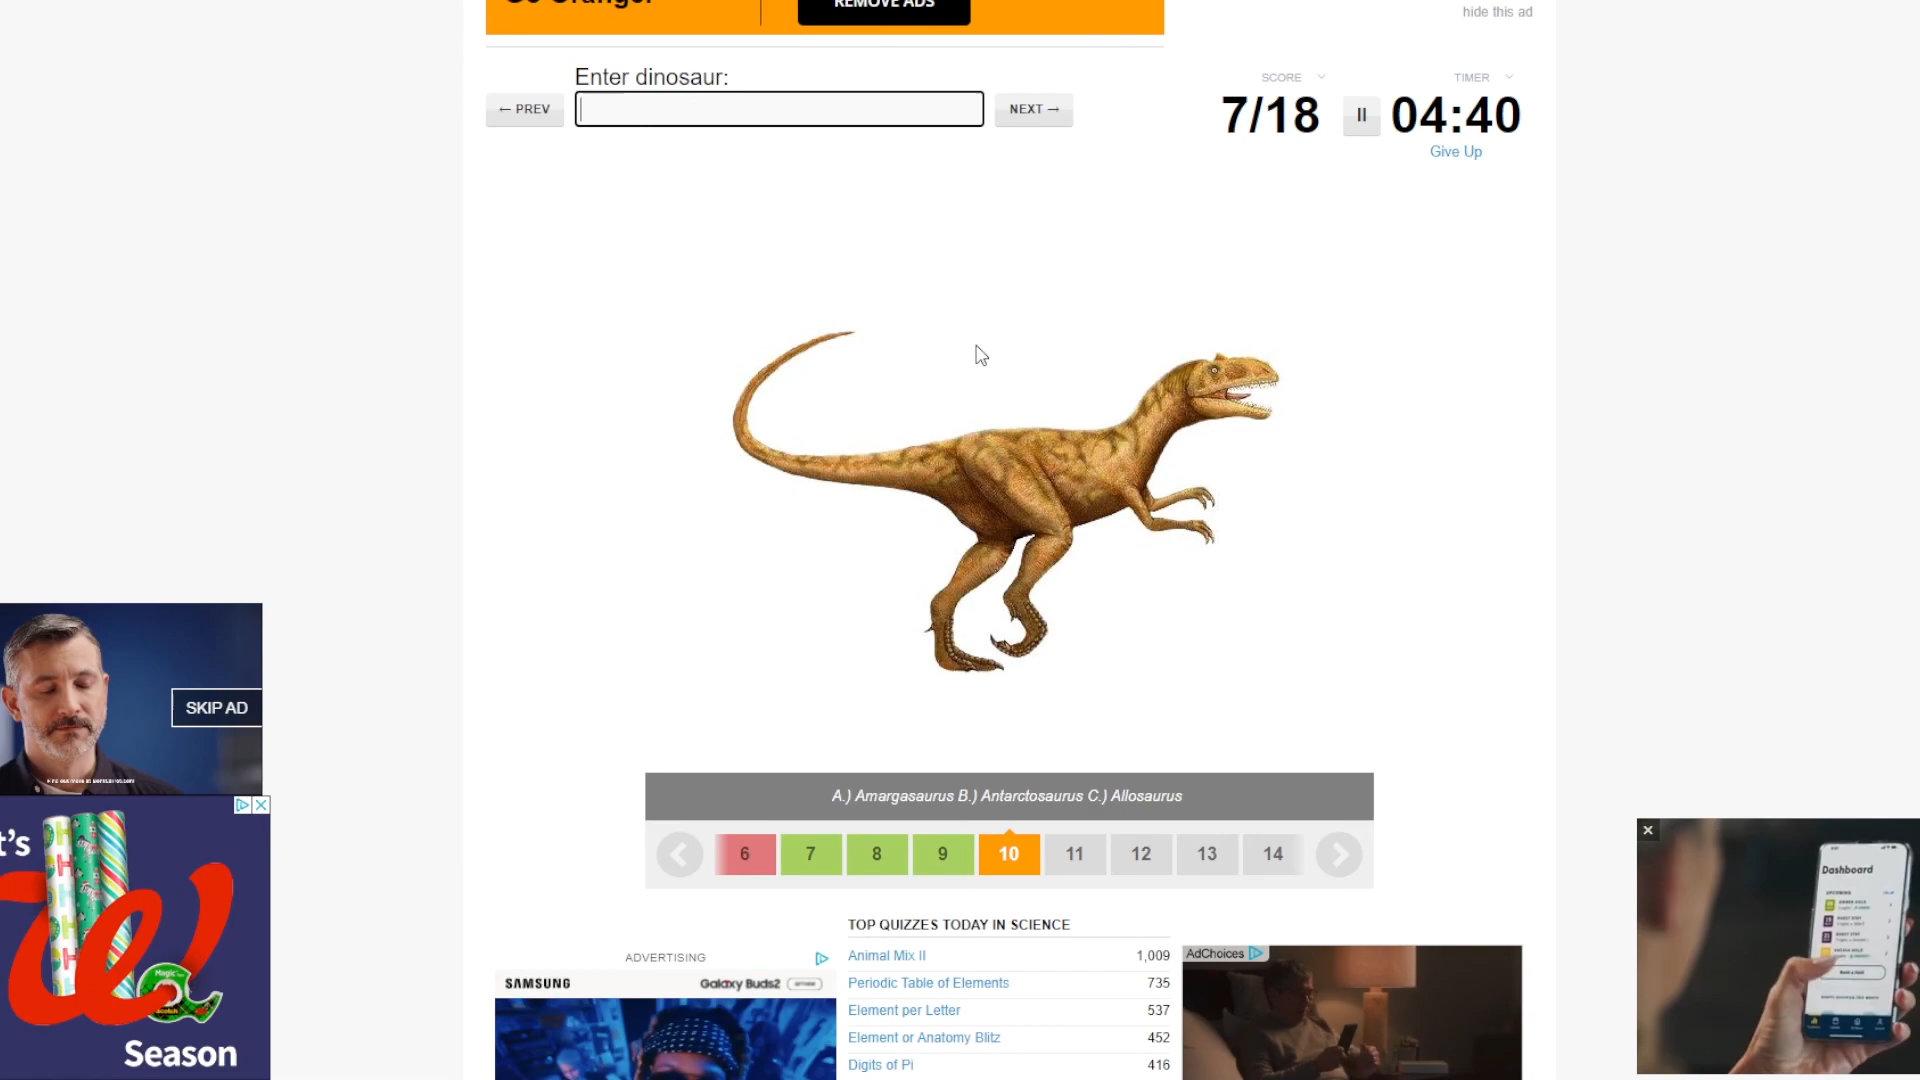 REMOVE ADS
hide this ad
Enter dinosaur:
← PREV
NEXT →
SCORE
7/18
TIMER
04:40
Give Up
A.) Amargasaurus B.) Antarctosaurus C.) Allosaurus
6 7 8 9 10 11 12 13 14
SKIP AD
Season
TOP QUIZZES TODAY IN SCIENCE
Animal Mix II 1,009
Periodic Table of Elements 735
Element per Letter 537
Element or Anatomy Blitz 452
Digits of Pi 416
ADVERTISING
SAMSUNG
Galaxy Buds2
AdChoices
Dashboard
Magic
Scotch